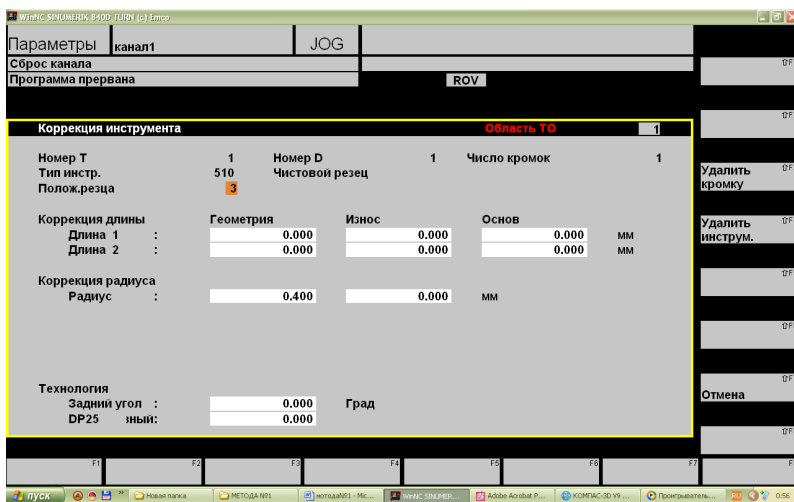 WinNC SINUMERIK 840D TURN (c) Emco
Параметры канал1 JOG
Сброс канала
Программа прервана ROV
Коррекция инструмента Область ТО 1
Номер T 1 Номер D 1 Число кромок 1
Тип инстр. 510 Чистовой резец
Полож.резца 3
Удалить кромку
Коррекция длины Геометрия Износ Основ
Длина 1 : 0.000 0.000 0.000 мм
Длина 2 : 0.000 0.000 0.000 мм
Удалить инструм.
Коррекция радиуса
Радиус : 0.400 0.000 мм
Технология
Задний угол : 0.000 Град
DP25 зный: 0.000
Отмена
F1 F2 F3 F4 F5 F6 F7
пуск Новая папка МЕТОДА №1 метода№1 - Mic... WinNC SINUMER... Adobe Acrobat P... КОМПАС-3D V9 ... Проигрыватель... RU 0:56